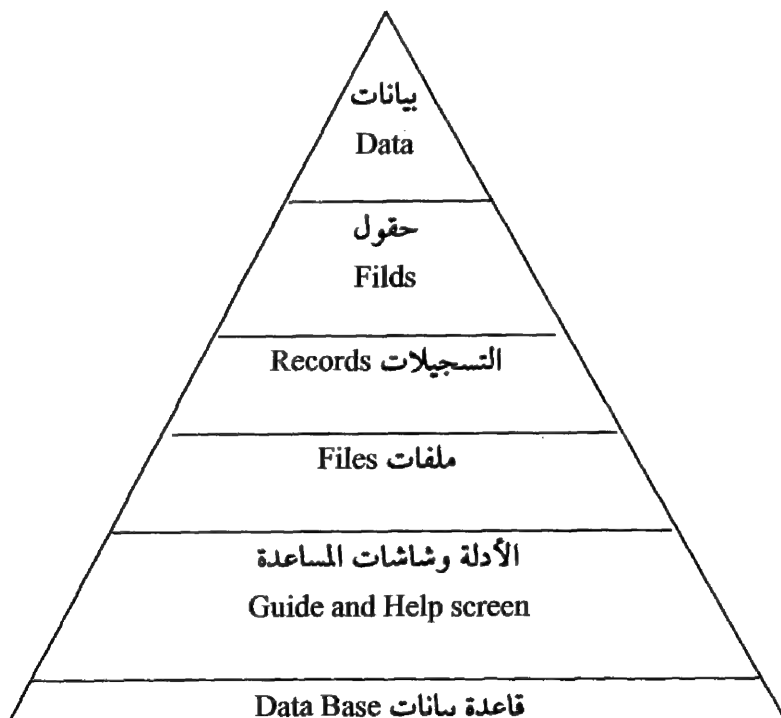 بيانات
Data
حقول
Filds
التسجيلات Records
ملفات Files
الأدلة وشاشات المساعدة
Guide and Help screen
قاعدة بيانات Data Base